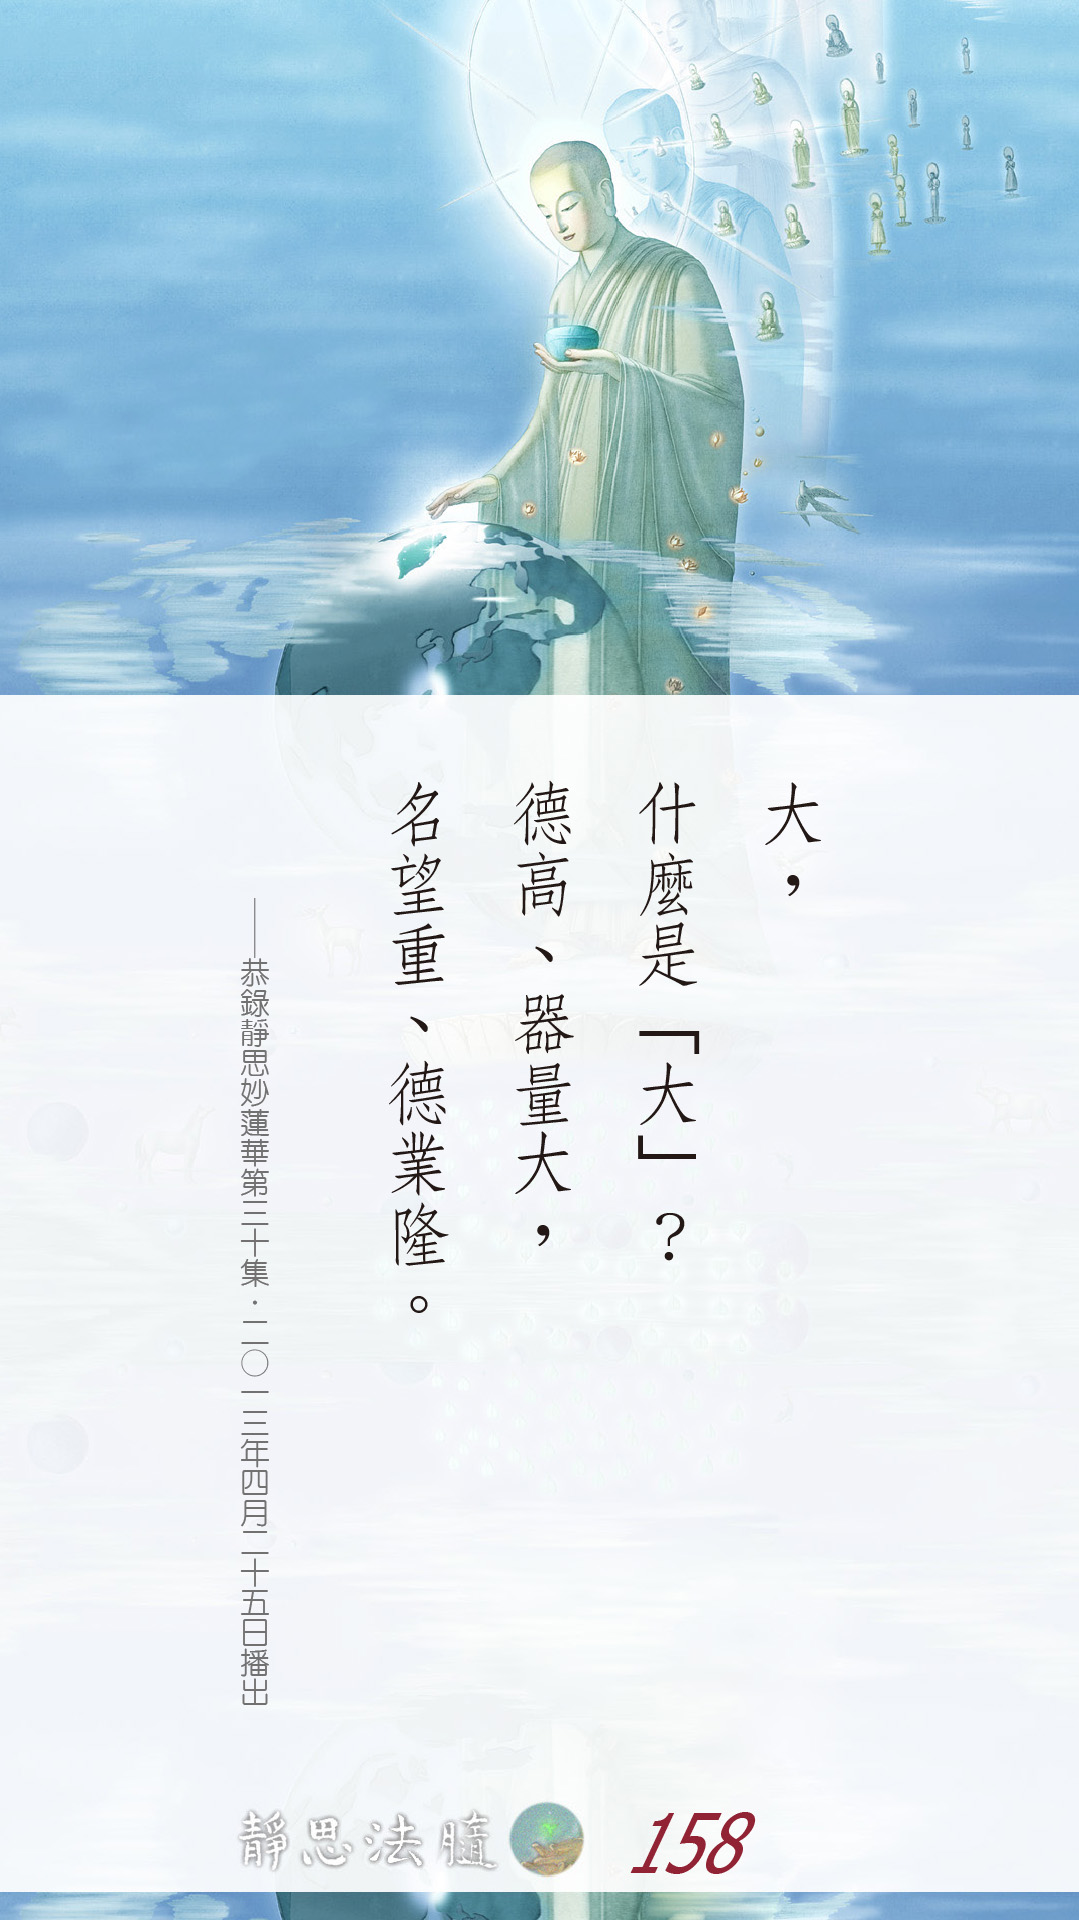 大，
什麼是「大」？
德高、器量大，
名望重、德業隆。
——恭錄靜思妙蓮華第三十集．二〇一三年四月二十五日播出
靜思法髓
158